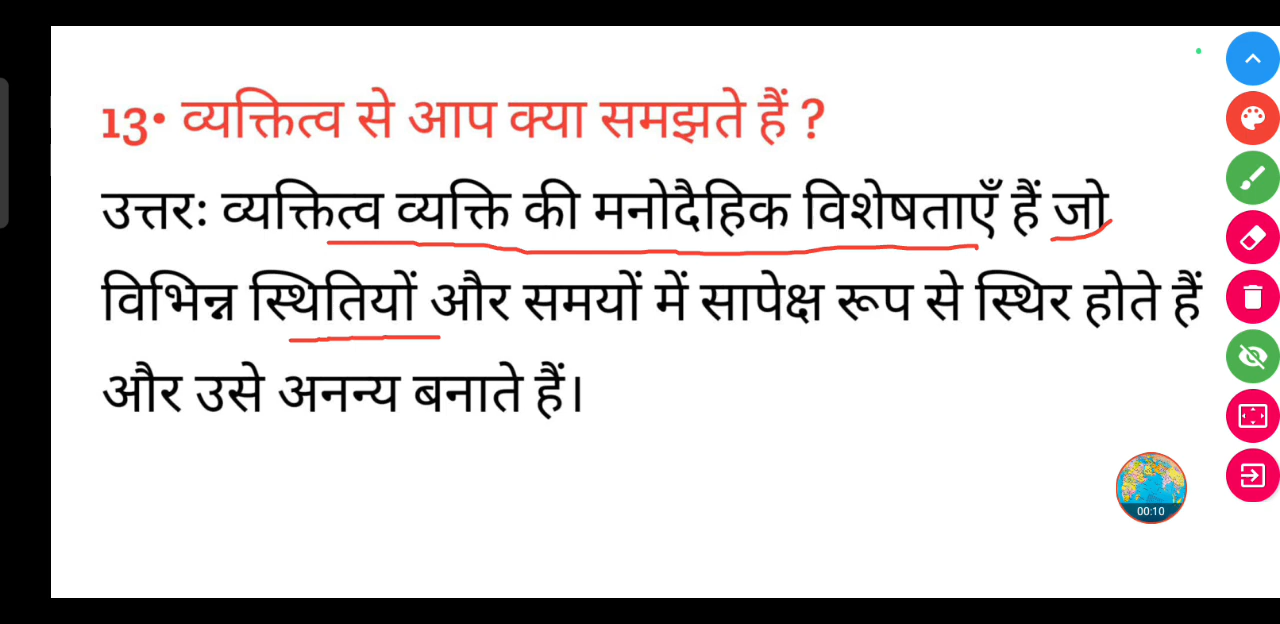 13• व्यक्तित्व से आप क्या समझते हैं ?
उत्तरः व्यक्तित्व व्यक्ति की मनोदैहिक विशेषताएँ हैं जो
विभिन्न स्थितियों और समयों में सापेक्ष रूप से स्थिर होते हैं
और उसे अनन्य बनाते हैं।
00:10